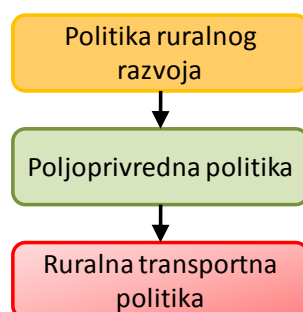 Politika ruralnog
razvoja
Poljoprivredna politika
Ruralna transportna
politika